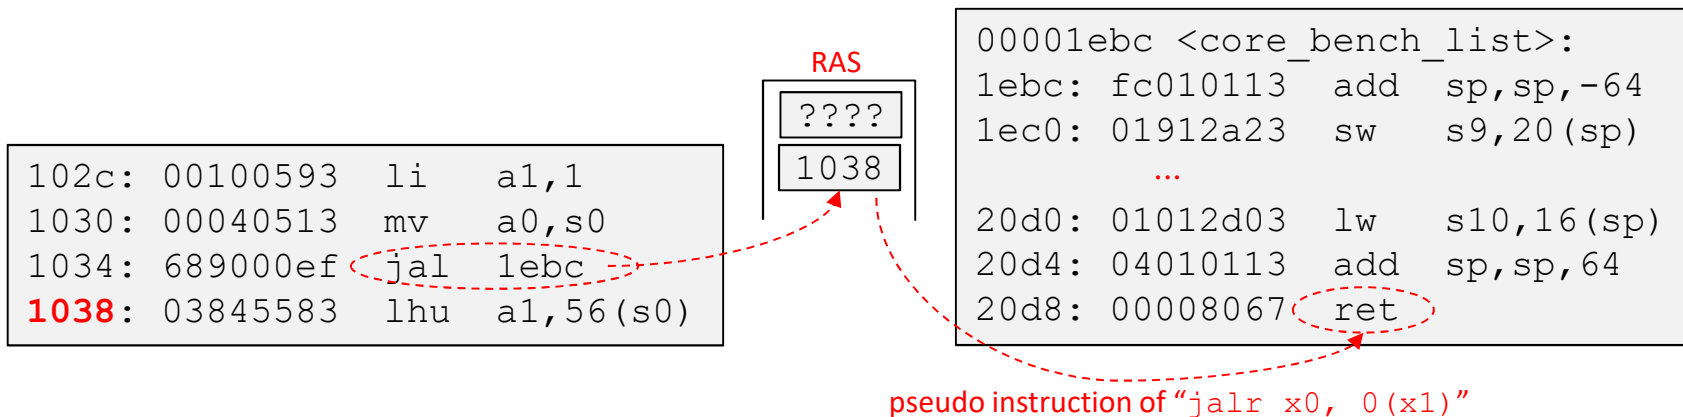 102c: 00100593 li a1,1
1030: 00040513 mv a0,s0
1034: 689000ef jal 1ebc
1038: 03845583 lhu a1,56(s0)
RAS
????
1038
00001ebc <core_bench_list>:
1ebc: fc010113 add sp,sp,-64
1ec0: 01912a23 sw s9,20(sp)
...
20d0: 01012d03 lw s10,16(sp)
20d4: 04010113 add sp,sp,64
20d8: 00008067 ret
pseudo instruction of “jalr x0, 0(x1)”